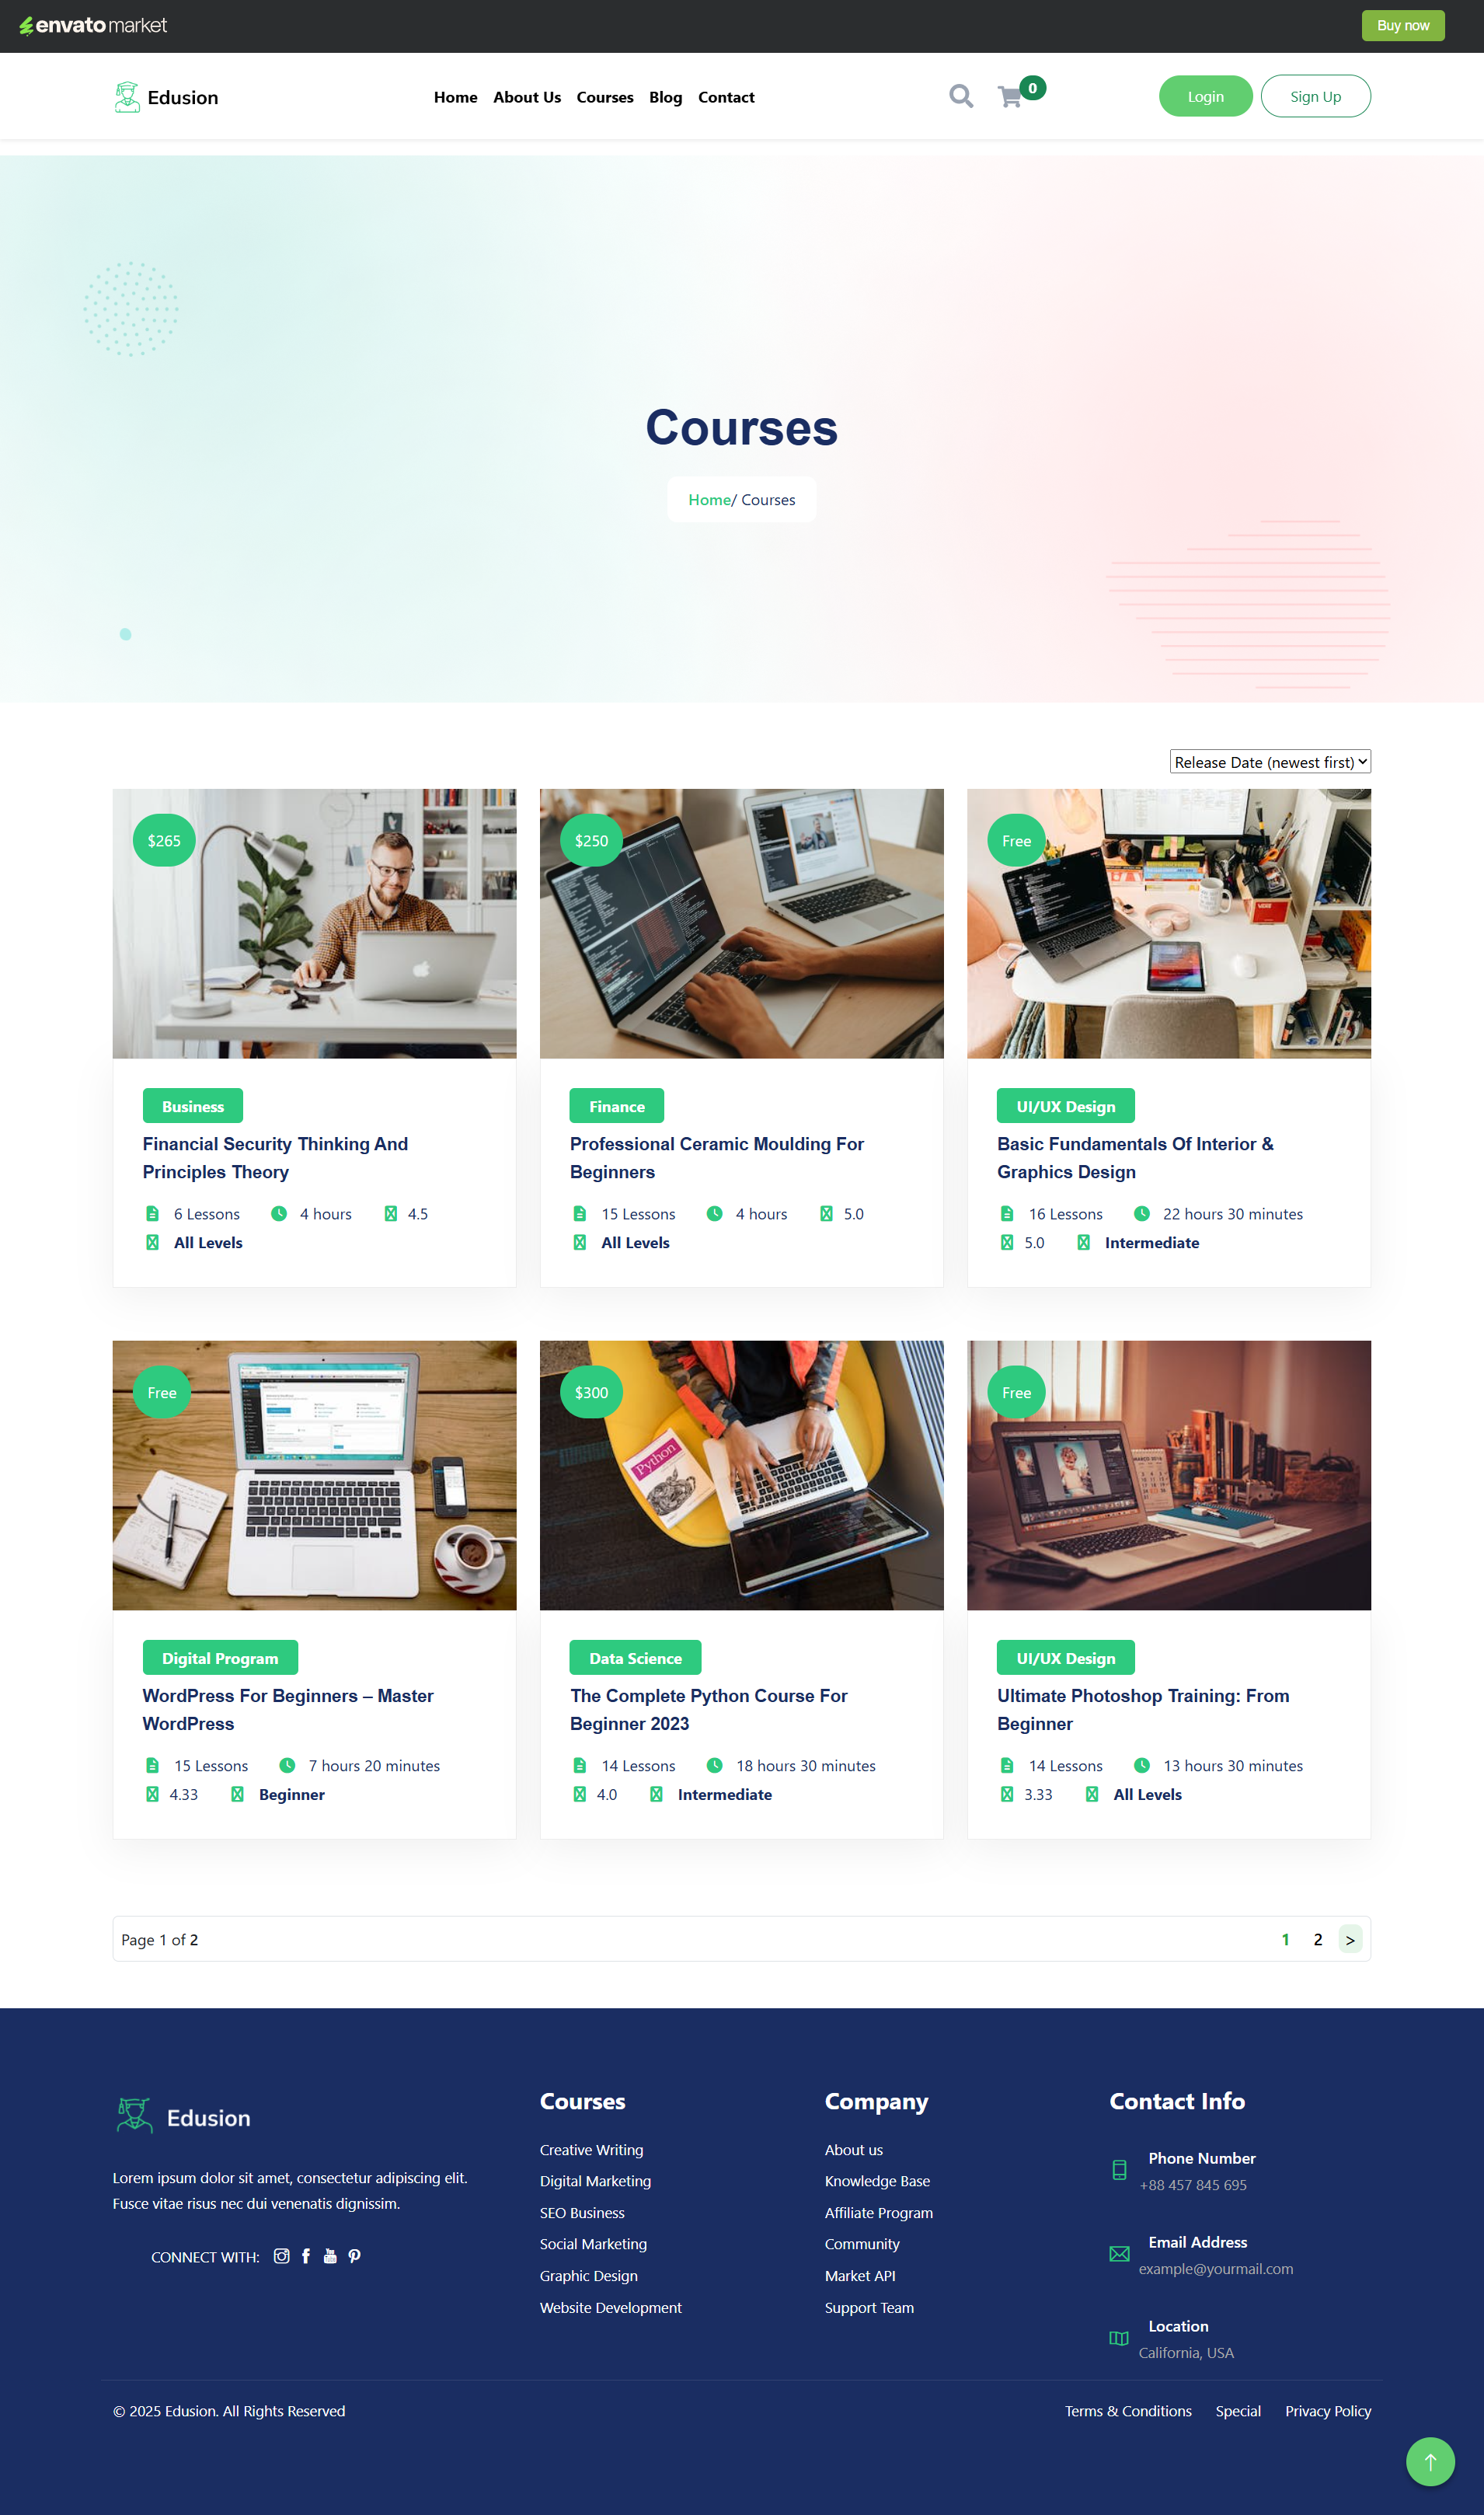 envato market
Buy now
Edusion
Home About Us Courses Blog Contact
0
Login Sign Up
Courses
Home/ Courses
Release Date (newest first)
$265
$250
Free
Business
Financial Security Thinking And
Principles Theory
6 Lessons 4 hours 4.5
All Levels
Finance
Professional Ceramic Moulding For
Beginners
15 Lessons 4 hours 5.0
All Levels
UI/UX Design
Basic Fundamentals Of Interior &
Graphics Design
16 Lessons 22 hours 30 minutes
5.0 Intermediate
Free
$300
Python
Free
Digital Program
WordPress For Beginners – Master
WordPress
15 Lessons 7 hours 20 minutes
4.33 Beginner
Data Science
The Complete Python Course For
Beginner 2023
14 Lessons 18 hours 30 minutes
4.0 Intermediate
UI/UX Design
Ultimate Photoshop Training: From
Beginner
14 Lessons 13 hours 30 minutes
3.33 All Levels
Page 1 of 2
1 2 >
Edusion
Lorem ipsum dolor sit amet, consectetur adipiscing elit.
Fusce vitae risus nec dui venenatis dignissim.
CONNECT WITH:
Courses
Creative Writing
Digital Marketing
SEO Business
Social Marketing
Graphic Design
Website Development
Company
About us
Knowledge Base
Affiliate Program
Community
Market API
Support Team
Contact Info
Phone Number
+88 457 845 695
Email Address
example@yourmail.com
Location
California, USA
© 2025 Edusion. All Rights Reserved
Terms & Conditions Special Privacy Policy